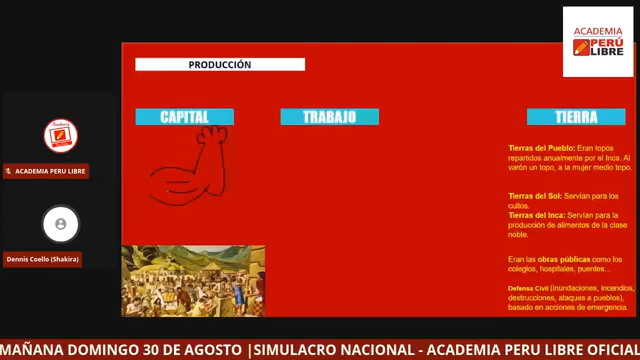 ACADEMIA
PERÚ
LIBRE
PRODUCCIÓN
CAPITAL
TRABAJO
TIERRA
Tierras del Pueblo: Eran topos
repartidos anualmente por el Inca. Al
varón un topo, a la mujer medio topo.
Tierras del Sol: Servían para los
cultos.
Tierras del Inca: Servían para la
producción de alimentos de la clase
noble.
Eran las obras públicas como los
colegios, hospitales, puentes...
Defensa Civil (inundaciones, incendios,
destrucciones, ataques a pueblos),
basado en acciones de emergencia.
ACADEMIA PERU LIBRE
Dennis Coello (Shakira)
MAÑANA DOMINGO 30 DE AGOSTO |SIMULACRO NACIONAL - ACADEMIA PERU LIBRE OFICIAL